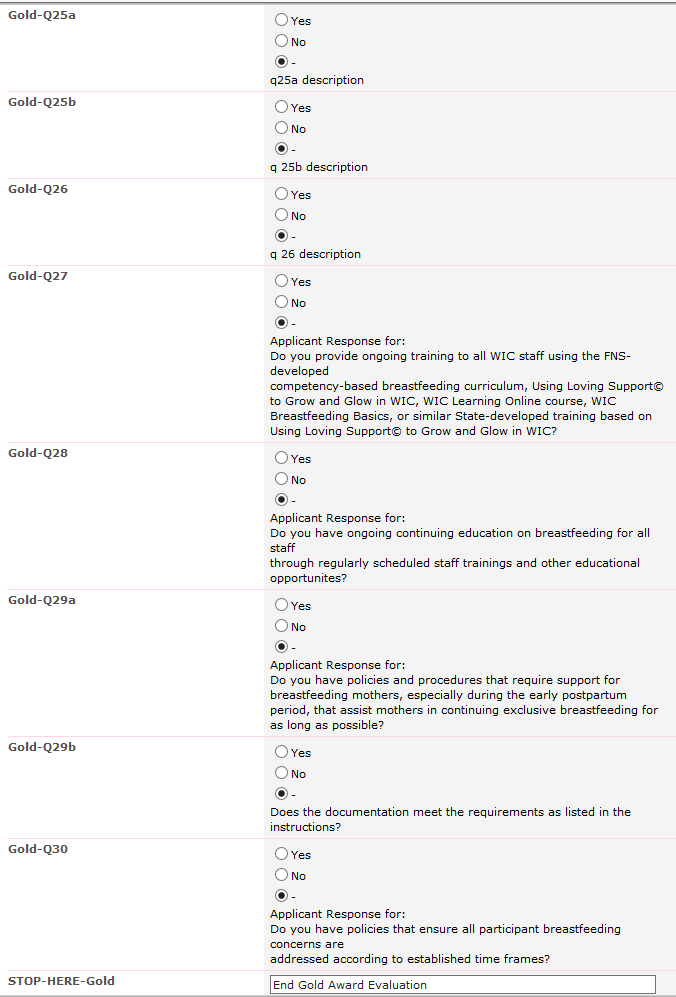 Gold-Q25a
Yes
No
-
q25a description
Gold-Q25b
Yes
No
-
q 25b description
Gold-Q26
Yes
No
-
q 26 description
Gold-Q27
Yes
No
-
Applicant Response for:
Do you provide ongoing training to all WIC staff using the FNS-
developed
competency-based breastfeeding curriculum, Using Loving Support©
to Grow and Glow in WIC, WIC Learning Online course, WIC
Breastfeeding Basics, or similar State-developed training based on
Using Loving Support© to Grow and Glow in WIC?
Gold-Q28
Yes
No
-
Applicant Response for:
Do you have ongoing continuing education on breastfeeding for all
staff
through regularly scheduled staff trainings and other educational
opportunites?
Gold-Q29a
Yes
No
-
Applicant Response for:
Do you have policies and procedures that require support for
breastfeeding mothers, especially during the early postpartum
period, that assist mothers in continuing exclusive breastfeeding for
as long as possible?
Gold-Q29b
Yes
No
-
Does the documentation meet the requirements as listed in the
instructions?
Gold-Q30
Yes
No
-
Applicant Response for:
Do you have policies that ensure all participant breastfeeding
concerns are
addressed according to established time frames?
STOP-HERE-Gold
End Gold Award Evaluation